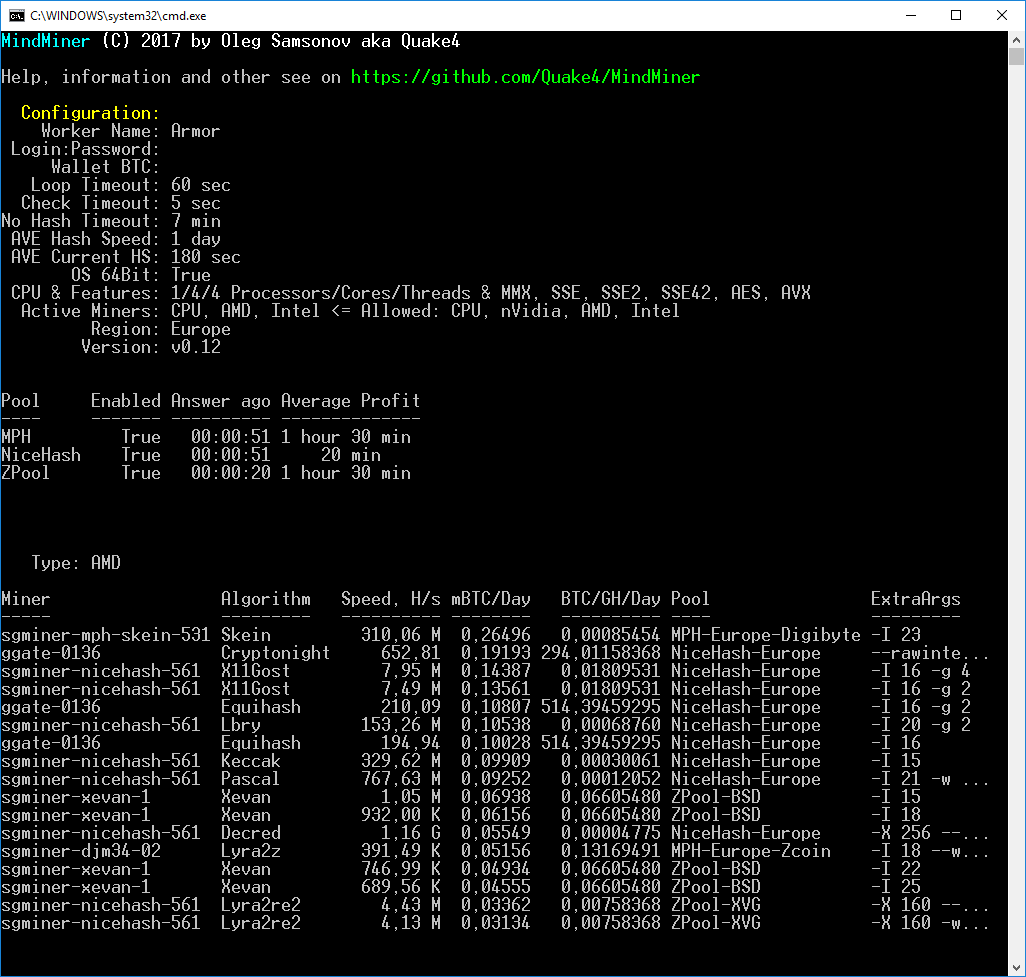 C:\WINDOWS\system32\cmd.exe
MindMiner (C) 2017 by Oleg Samsonov aka Quake4
Help, information and other see on https://github.com/Quake4/MindMiner
Configuration:
Worker Name: Armor
Login:Password:
Wallet BTC:
Loop Timeout: 60 sec
Check Timeout: 5 sec
No Hash Timeout: 7 min
AVE Hash Speed: 1 day
AVE Current HS: 180 sec
OS 64Bit: True
CPU & Features: 1/4/4 Processors/Cores/Threads & MMX, SSE, SSE2, SSE42, AES, AVX
Active Miners: CPU, AMD, Intel <= Allowed: CPU, nVidia, AMD, Intel
Region: Europe
Version: v0.12
Pool Enabled Answer ago Average Profit
---- ------- ---------- --------------
MPH True 00:00:51 1 hour 30 min
NiceHash True 00:00:51 20 min
ZPool True 00:00:20 1 hour 30 min
Type: AMD
Miner Algorithm Speed, H/s mBTC/Day BTC/GH/Day Pool ExtraArgs
----- --------- ---------- -------- ---------- ---- ---------
sgminer-mph-skein-531 Skein 310,06 M 0,26496 0,00085454 MPH-Europe-Digibyte -I 23
ggate-0136 Cryptonight 652,81 0,19193 294,01158368 NiceHash-Europe --rawinte...
sgminer-nicehash-561 X11Gost 7,95 M 0,14387 0,01809531 NiceHash-Europe -I 16 -g 4
sgminer-nicehash-561 X11Gost 7,49 M 0,13561 0,01809531 NiceHash-Europe -I 16 -g 2
ggate-0136 Equihash 210,09 0,10807 514,39459295 NiceHash-Europe -I 16 -g 2
sgminer-nicehash-561 Lbry 153,26 M 0,10538 0,00068760 NiceHash-Europe -I 20 -g 2
ggate-0136 Equihash 194,94 0,10028 514,39459295 NiceHash-Europe -I 16
sgminer-nicehash-561 Keccak 329,62 M 0,09909 0,00030061 NiceHash-Europe -I 15
sgminer-nicehash-561 Pascal 767,63 M 0,09252 0,00012052 NiceHash-Europe -I 21 -w ...
sgminer-xevan-1 Xevan 1,05 M 0,06938 0,06605480 ZPool-BSD -I 15
sgminer-xevan-1 Xevan 932,00 K 0,06156 0,06605480 ZPool-BSD -I 18
sgminer-nicehash-561 Decred 1,16 G 0,05549 0,00004775 NiceHash-Europe -X 256 --...
sgminer-djm34-02 Lyra2z 391,49 K 0,05156 0,13169491 MPH-Europe-Zcoin -I 18 --w...
sgminer-xevan-1 Xevan 746,99 K 0,04934 0,06605480 ZPool-BSD -I 22
sgminer-xevan-1 Xevan 689,56 K 0,04555 0,06605480 ZPool-BSD -I 25
sgminer-nicehash-561 Lyra2re2 4,43 M 0,03362 0,00758368 ZPool-XVG -X 160 --...
sgminer-nicehash-561 Lyra2re2 4,13 M 0,03134 0,00758368 ZPool-XVG -X 160 -w...